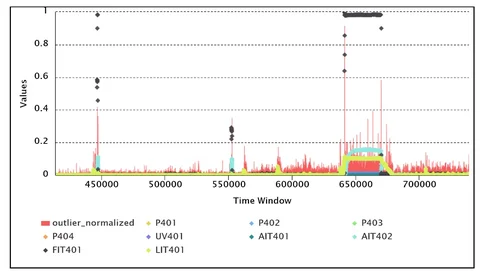 1
0.8
0.6
0.4
0.2
0
Values
450000 500000 550000 600000 650000 700000
Time Window
outlier_normalized P401 P402 P403
P404 UV401 AIT401 AIT402
FIT401 LIT401